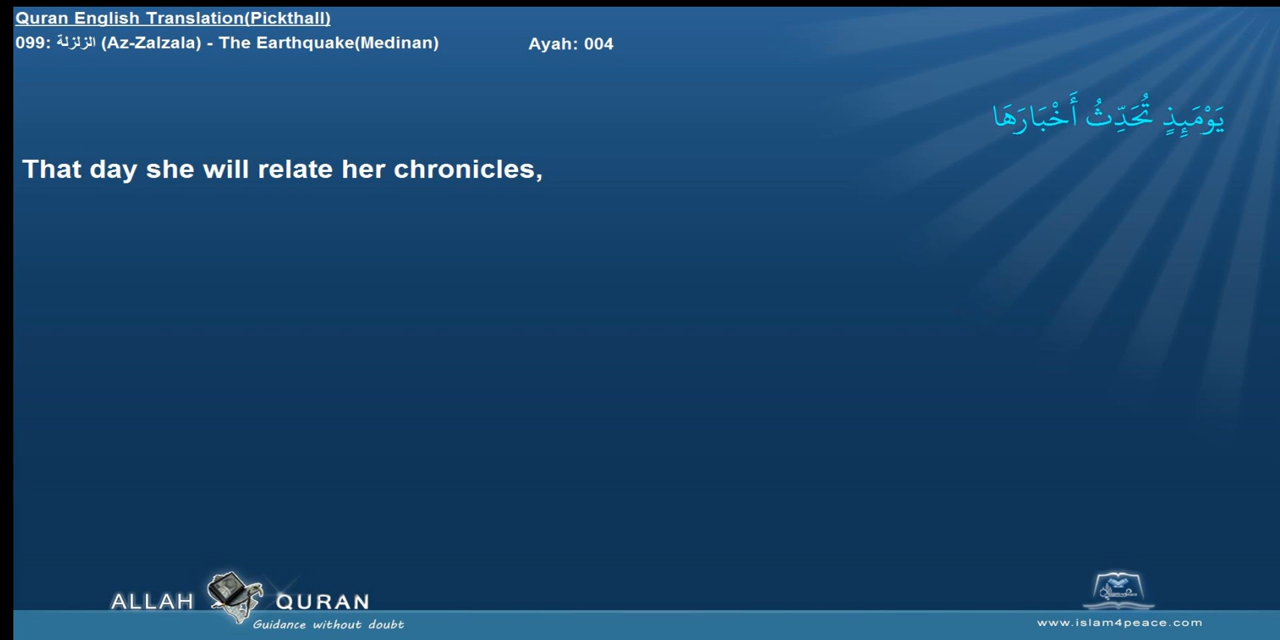 Quran English Translation(Pickthall)
099: الزلزلة (Az-Zalzala) - The Earthquake(Medinan) Ayah: 004
يَوْمَئِذٍ تُحَدِّثُ أَخْبَارَهَا
That day she will relate her chronicles,
ALLAH QURAN
Guidance without doubt
www.islam4peace.com